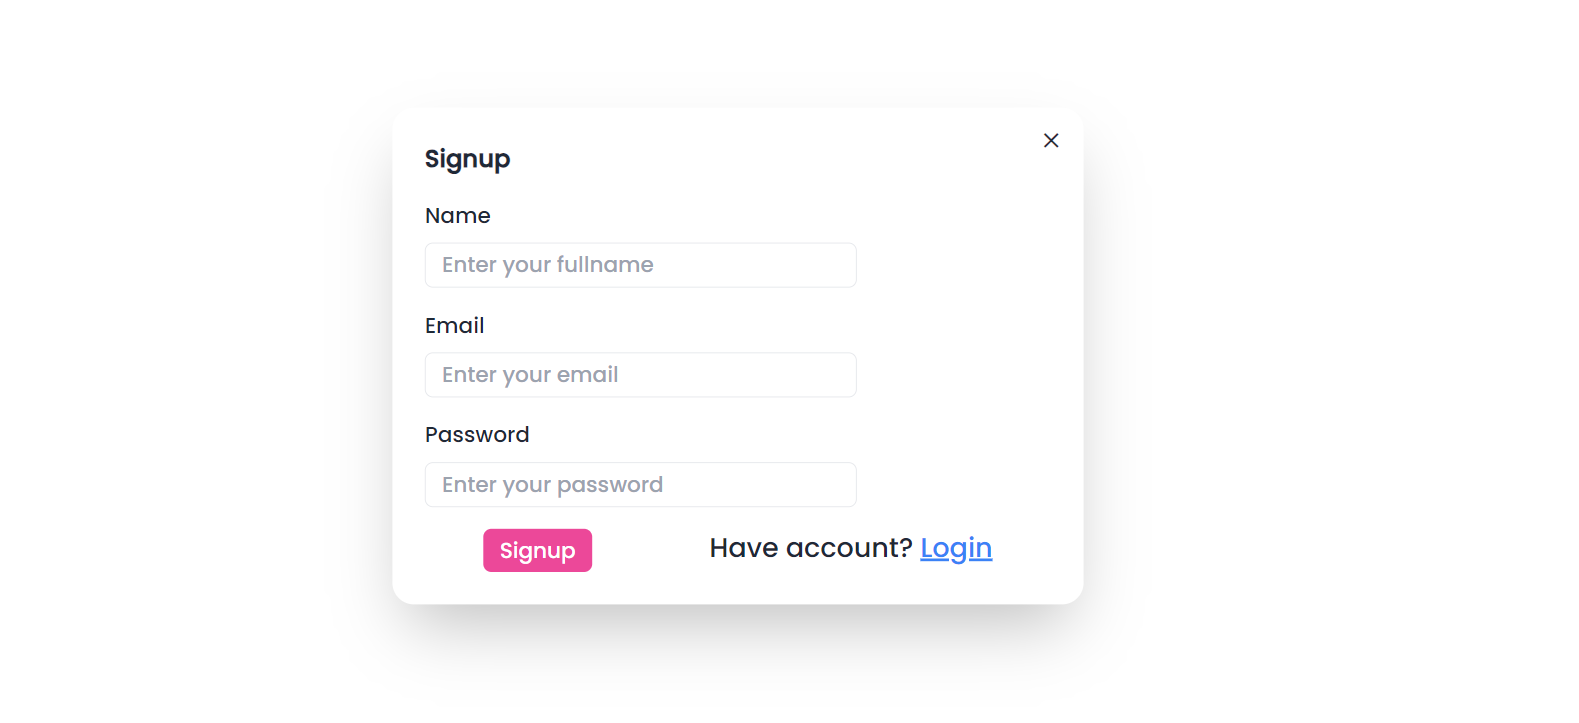 Signup
Name
Enter your fullname
Email
Enter your email
Password
Enter your password
Signup Have account? Login